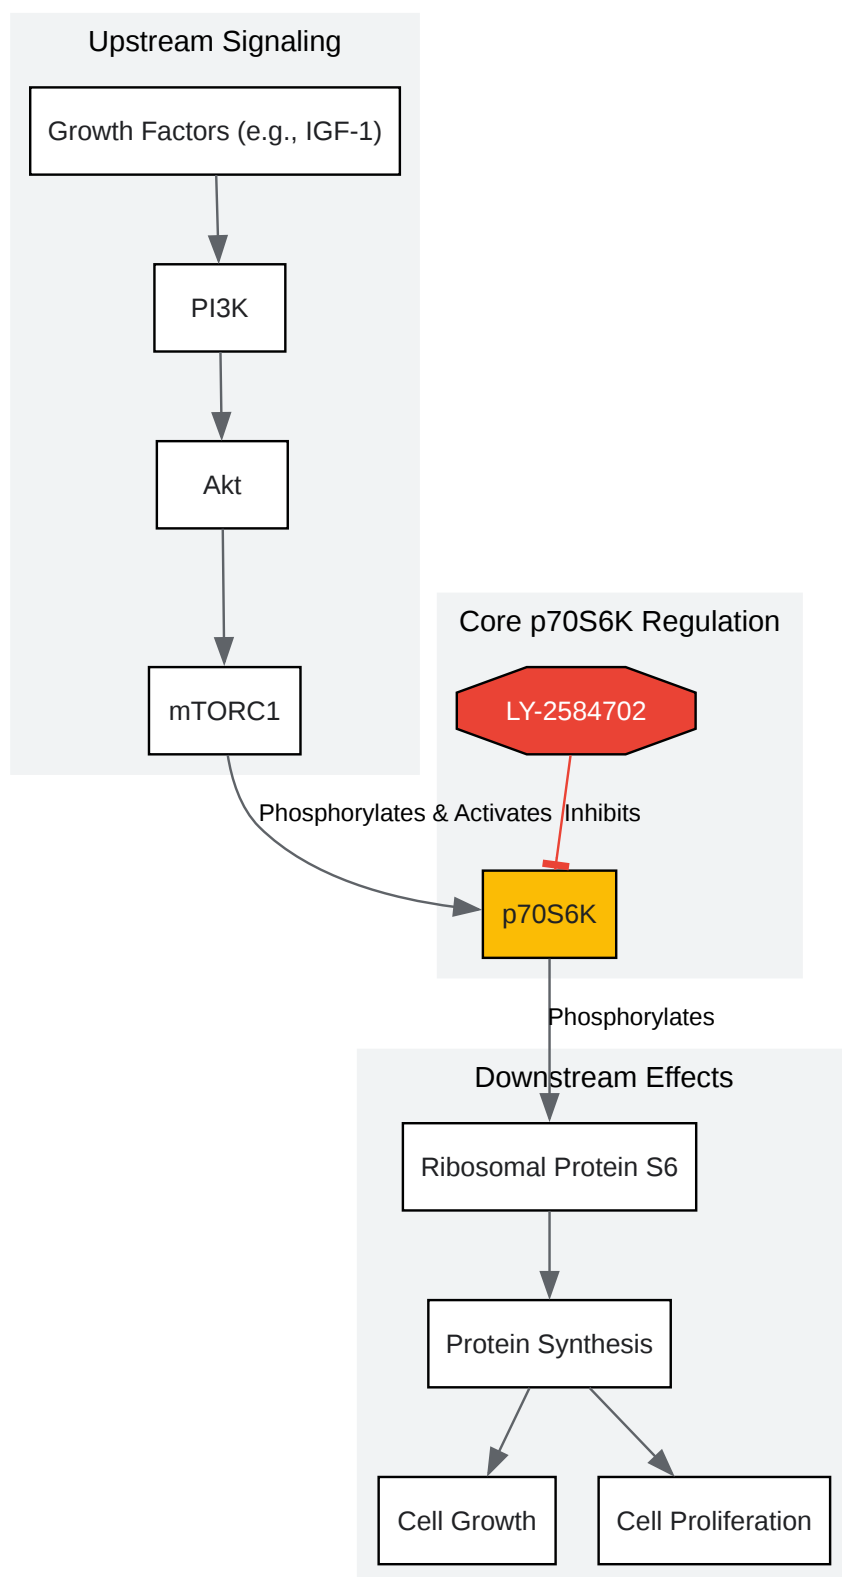 Upstream Signaling
Growth Factors (e.g., IGF-1)
PI3K
Akt
mTORC1
Core p70S6K Regulation
LY-2584702
Phosphorylates & Activates
Inhibits
p70S6K
Phosphorylates
Downstream Effects
Ribosomal Protein S6
Protein Synthesis
Cell Growth
Cell Proliferation